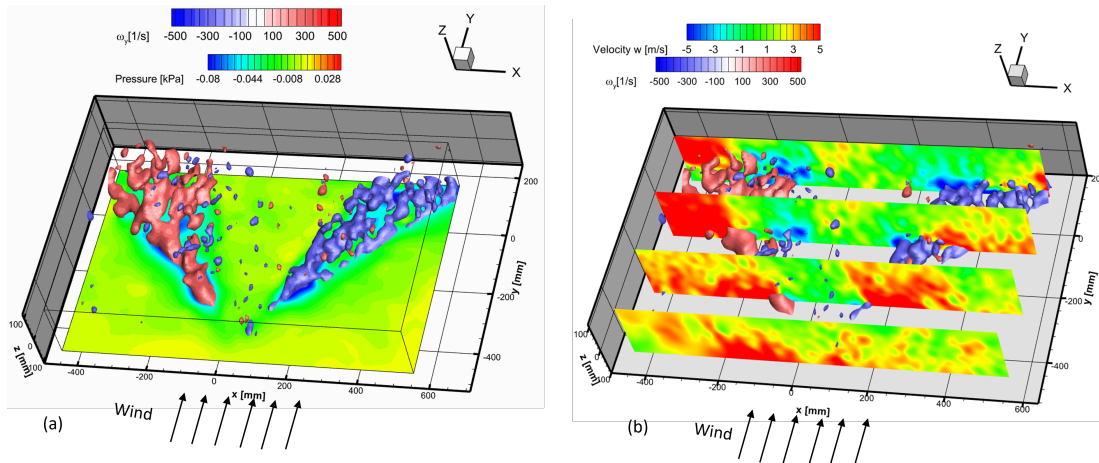 -500 -300 -100 100 300 500
ωy[1/s]
-0.08 -0.044 -0.008 0.028
Pressure [kPa]
Z Y X
200
0
-200
-400
y [mm]
100
0
-100
z [mm]
-400 -200 0 200 400 600
x [mm]
Wind
(a)
Velocity w [m/s]
-5 -3 -1 1 3 5
-500 -300 -100 100 300 500
ωy[1/s]
Z Y X
200
0
-200
-400
y [mm]
100
0
-100
z [mm]
-400 -200 0 200 400 600
x [mm]
Wind
(b)